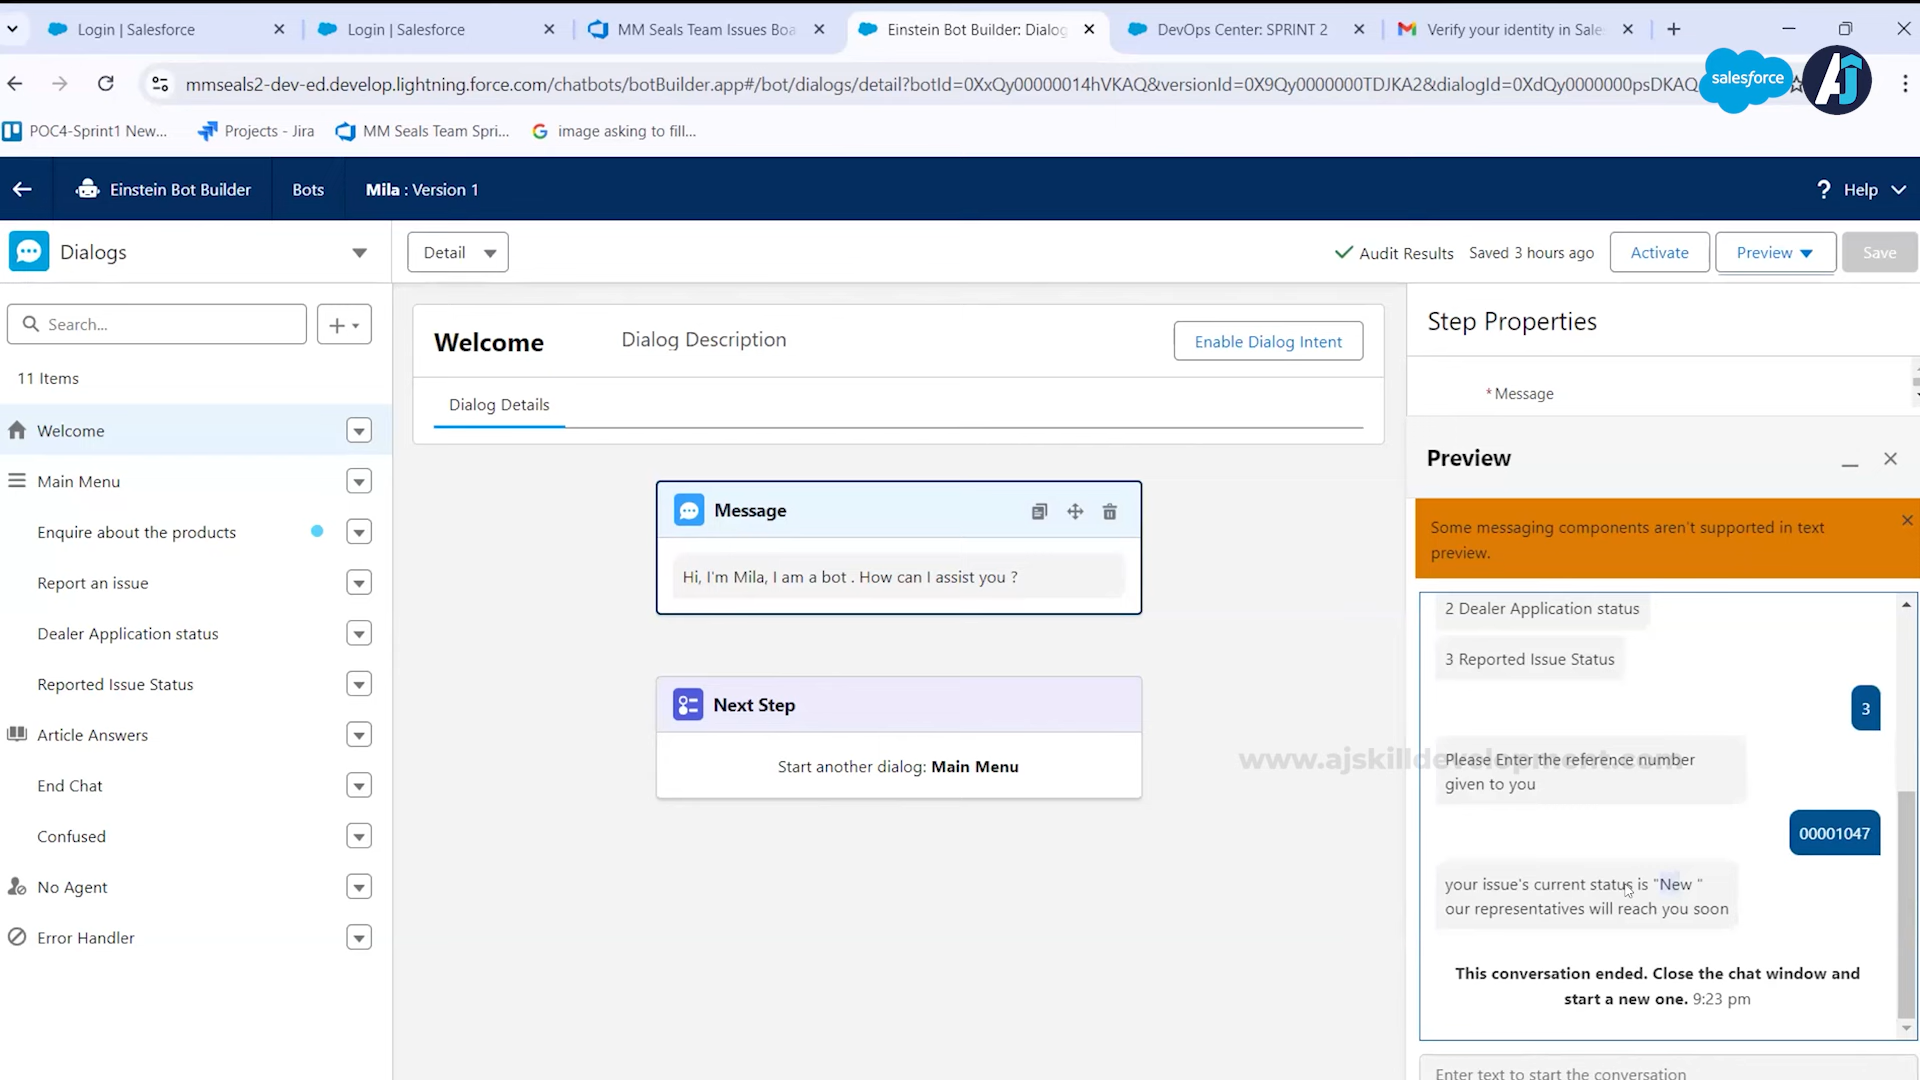 Login | Salesforce
Login | Salesforce
MM Seals Team Issues Boa
Einstein Bot Builder: Dialog
DevOps Center: SPRINT 2
Verify your identity in Sales
mmseals2-dev-ed.develop.lightning.force.com/chatbots/botBuilder.app#/bot/dialogs/detail?botId=0XxQy00000014hVKAQ&versionId=0X9Qy0000000TDJKA2&dialogId=0XdQy0000000psDKAQ
salesforce
AJ
POC4-Sprint1 New...
Projects - Jira
MM Seals Team Spri...
image asking to fill...
Einstein Bot Builder
Bots
Mila : Version 1
? Help
Dialogs
Detail
Audit Results
Saved 3 hours ago
Activate
Preview
Save
Search...
11 Items
Welcome
Main Menu
Enquire about the products
Report an issue
Dealer Application status
Reported Issue Status
Article Answers
End Chat
Confused
No Agent
Error Handler
Welcome
Dialog Description
Enable Dialog Intent
Dialog Details
Message
Hi, I'm Mila, I am a bot . How can I assist you ?
Next Step
Start another dialog: Main Menu
Step Properties
* Message
Preview
Some messaging components aren't supported in text
preview.
2 Dealer Application status
3 Reported Issue Status
3
www.ajskilldevelopment.com
Please Enter the reference number
given to you
00001047
your issue's current status is "New "
our representatives will reach you soon
This conversation ended. Close the chat window and
start a new one. 9:23 pm
Enter text to start the conversation